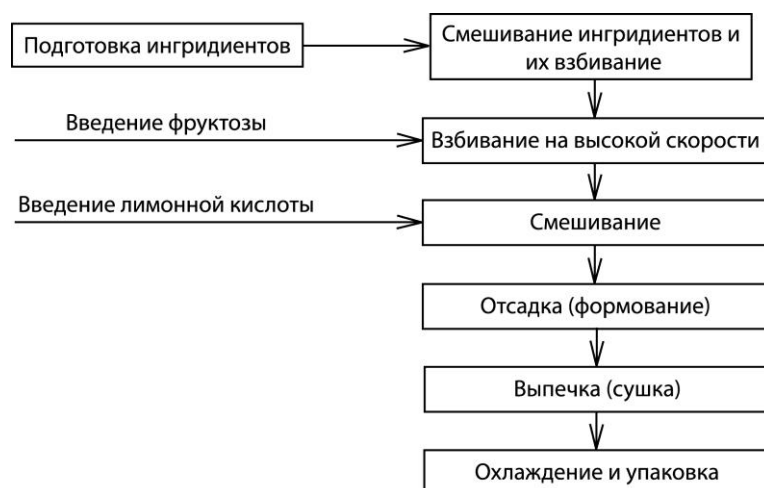 Подготовка ингридиентов
Смешивание ингридиентов и
их взбивание
Введение фруктозы
Взбивание на высокой скорости
Введение лимонной кислоты
Смешивание
Отсадка (формование)
Выпечка (сушка)
Охлаждение и упаковка